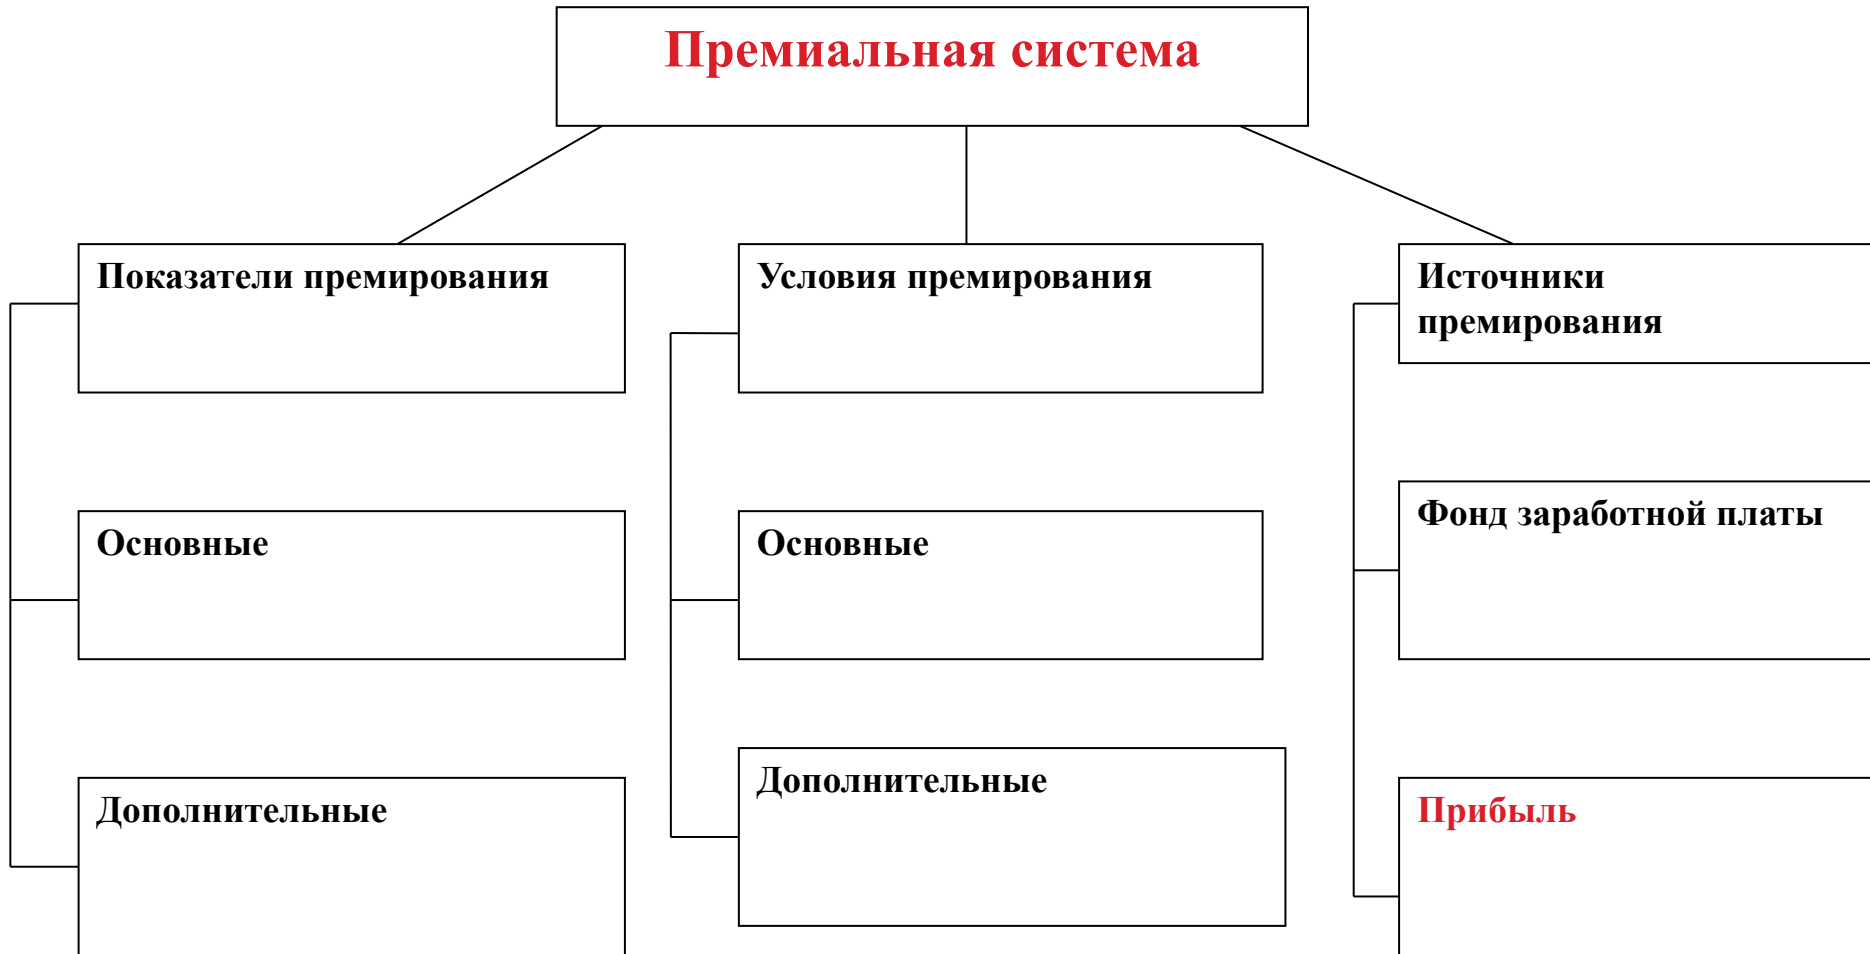 Премиальная система
Показатели премирования
Условия премирования
Источники
премирования
Основные
Основные
Фонд заработной платы
Дополнительные
Дополнительные
Прибыль